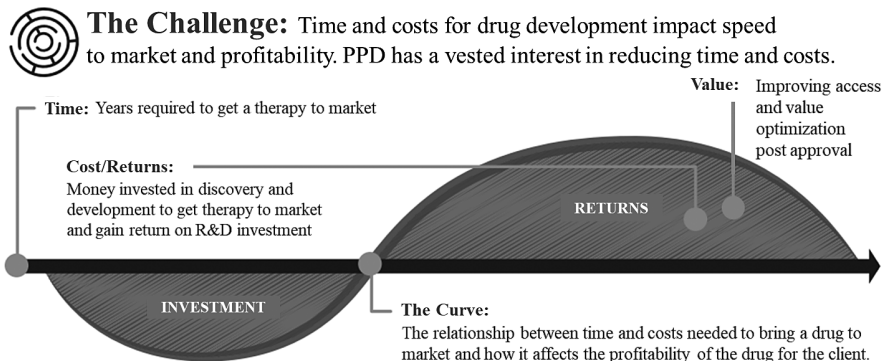 The Challenge: Time and costs for drug development impact speed
to market and profitability. PPD has a vested interest in reducing time and costs.
Value: Improving access
and value
optimization
post approval
Time: Years required to get a therapy to market
Cost/Returns:
Money invested in discovery and
development to get therapy to market
and gain return on R&D investment
RETURNS
INVESTMENT
The Curve:
The relationship between time and costs needed to bring a drug to
market and how it affects the profitability of the drug for the client.